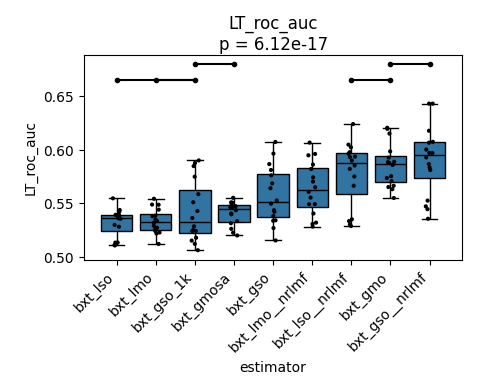 LT_roc_auc
p = 6.12e-17
LT_roc_auc
0.65
0.60
0.55
0.50
bxt_lso
bxt_lmo
bxt_gso_1k
bxt_gmosa
bxt_gso
bxt_lmo__nrlmf
bxt_lso__nrlmf
bxt_gmo
bxt_gso__nrlmf
estimator